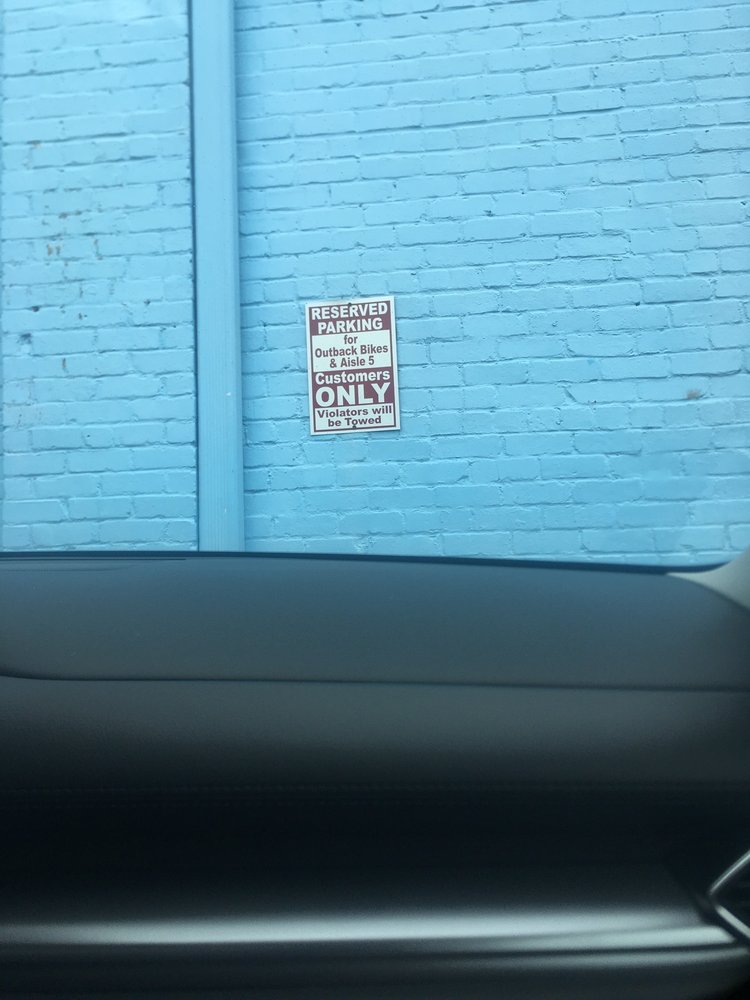 RESERVED
PARKING
for
Outback Bikes
& Aisle 5
Customers
ONLY
Violators will
be Towed